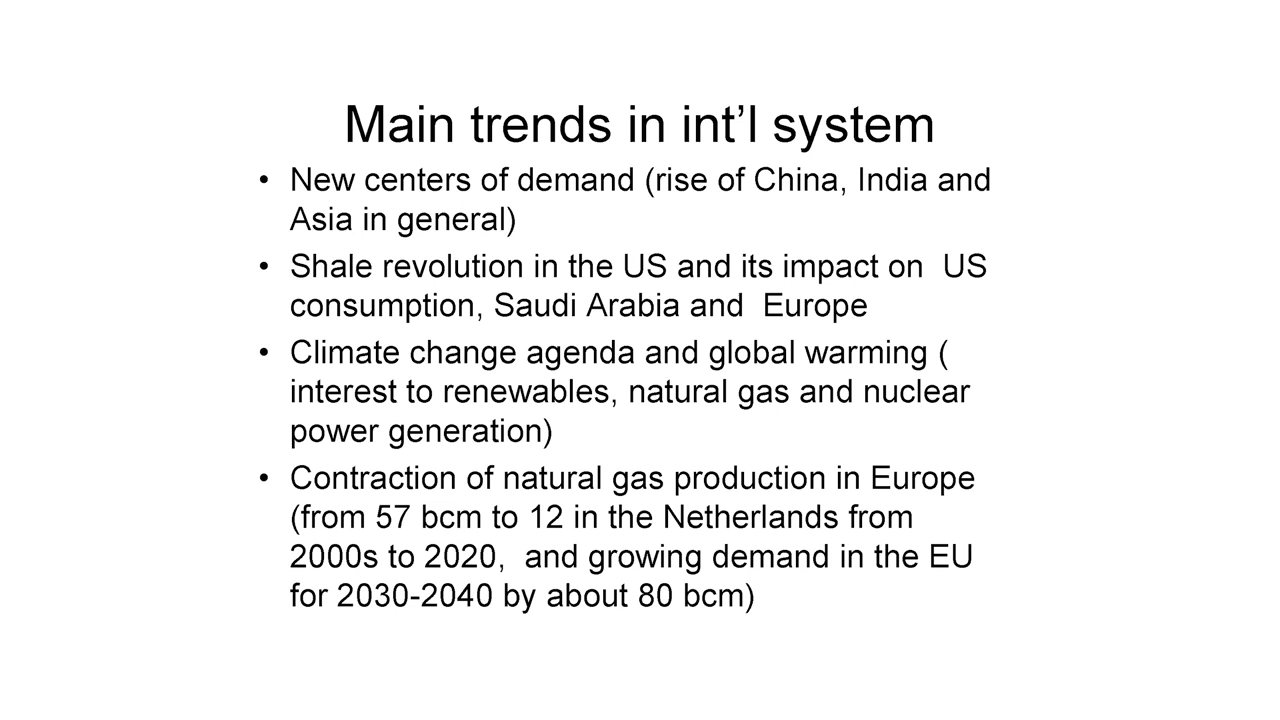 Main trends in int’l system
• New centers of demand (rise of China, India and
Asia in general)
• Shale revolution in the US and its impact on  US
consumption, Saudi Arabia and  Europe
• Climate change agenda and global warming (
interest to renewables, natural gas and nuclear
power generation)
• Contraction of natural gas production in Europe
(from 57 bcm to 12 in the Netherlands from
2000s to 2020,  and growing demand in the EU
for 2030-2040 by about 80 bcm)